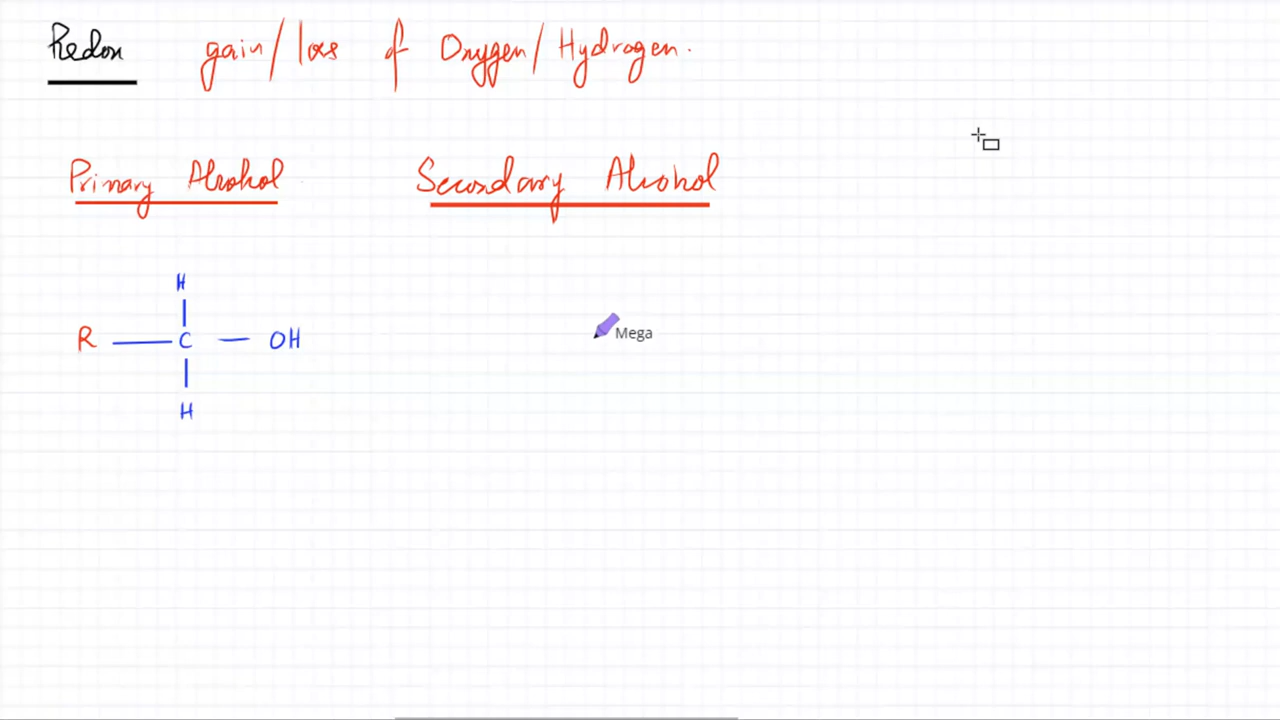 Redox gain/loss of Oxygen/Hydrogen.
Primary Alcohol Secondary Alcohol
H
R — C — OH
H
Mega